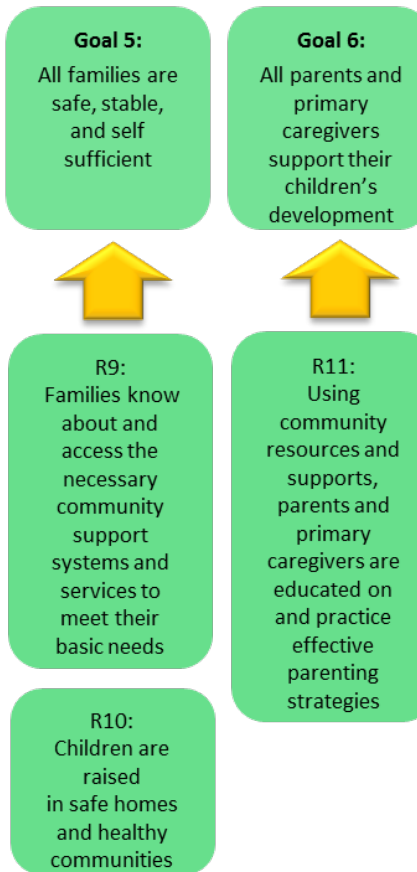 Goal 5:
All families are
safe, stable,
and self
sufficient
Goal 6:
All parents and
primary
caregivers
support their
children’s
development
R9:
Families know
about and
access the
necessary
community
support
systems and
services to
meet their
basic needs
R10:
Children are
raised
in safe homes
and healthy
communities
R11:
Using
community
resources and
supports,
parents and
primary
caregivers are
educated on
and practice
effective
parenting
strategies